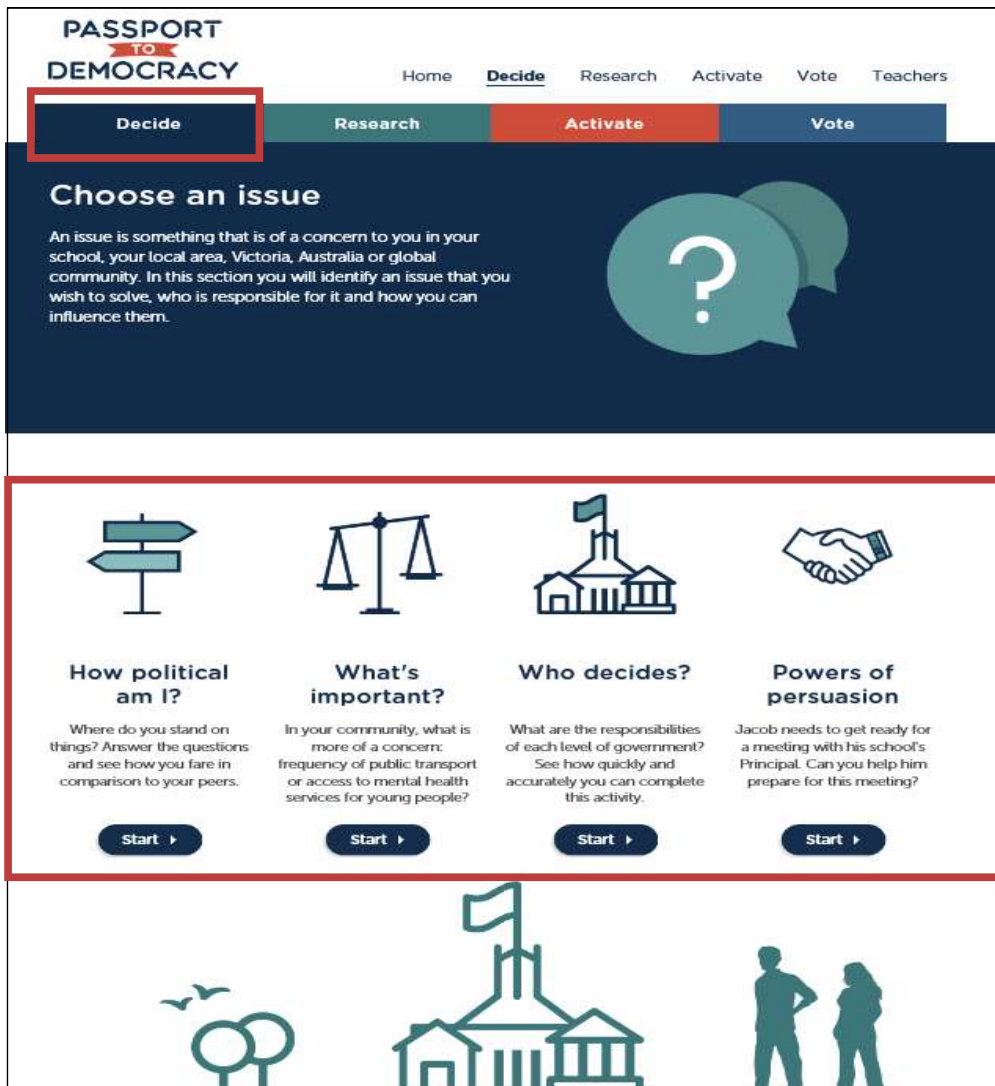 PASSPORT
TO
DEMOCRACY
Home Decide Research Activate Vote Teachers
Decide Research Activate Vote
Choose an issue
An issue is something that is of a concern to you in your
school, your local area, Victoria, Australia or global
community. In this section you will identify an issue that you
wish to solve, who is responsible for it and how you can
influence them.
?
How political
am I?
Where do you stand on
things? Answer the questions
and see how you fare in
comparison to your peers.
Start
What's
important?
In your community, what is
more of a concern:
frequency of public transport
or access to mental health
services for young people?
Start
Who decides?
What are the responsibilities
of each level of government?
See how quickly and
accurately you can complete
this activity.
Start
Powers of
persuasion
Jacob needs to get ready for
a meeting with his school's
Principal. Can you help him
prepare for this meeting?
Start